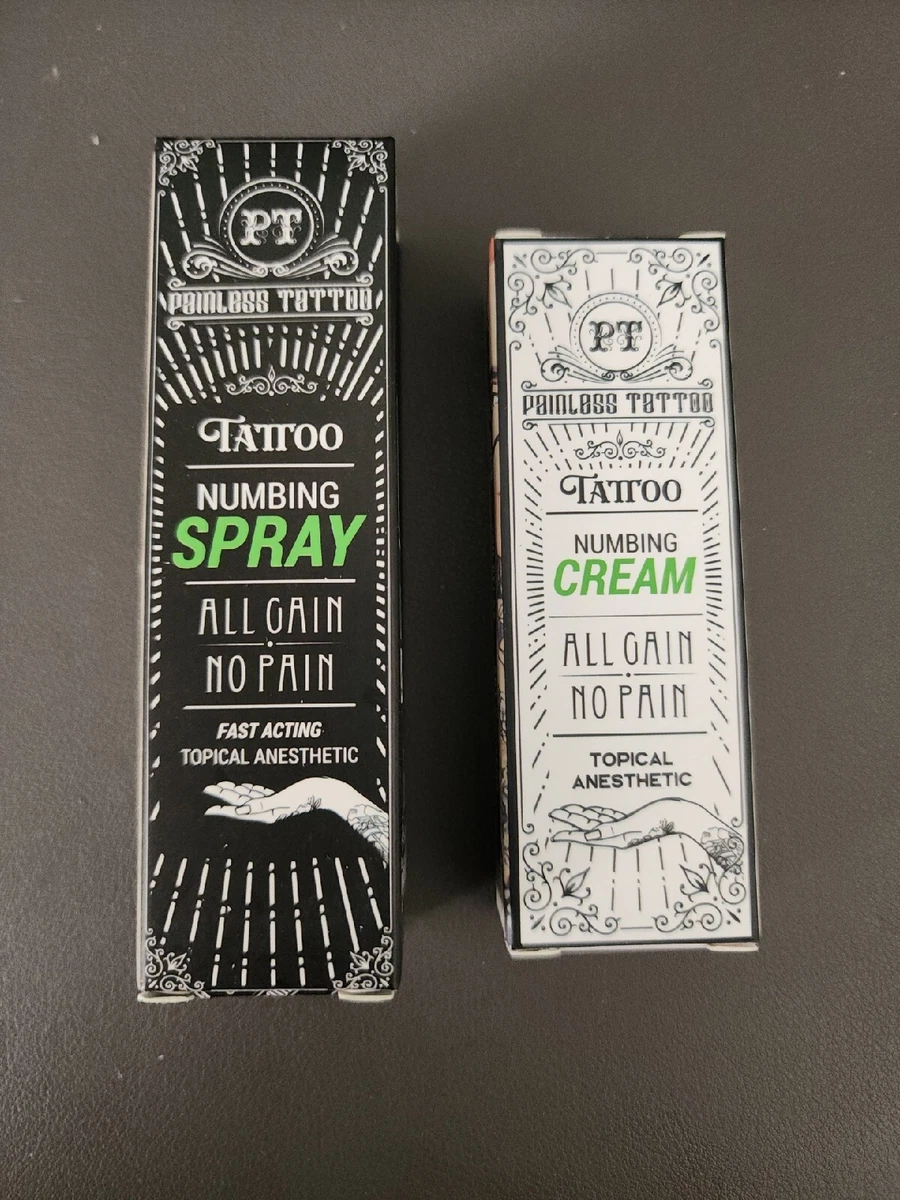 PT
PAINLESS TATTOO
TATTOO
NUMBING
SPRAY
ALL GAIN
NO PAIN
FAST ACTING
TOPICAL ANESTHETIC
PT
PAINLESS TATTOO
TATTOO
NUMBING
CREAM
ALL GAIN
NO PAIN
TOPICAL
ANESTHETIC